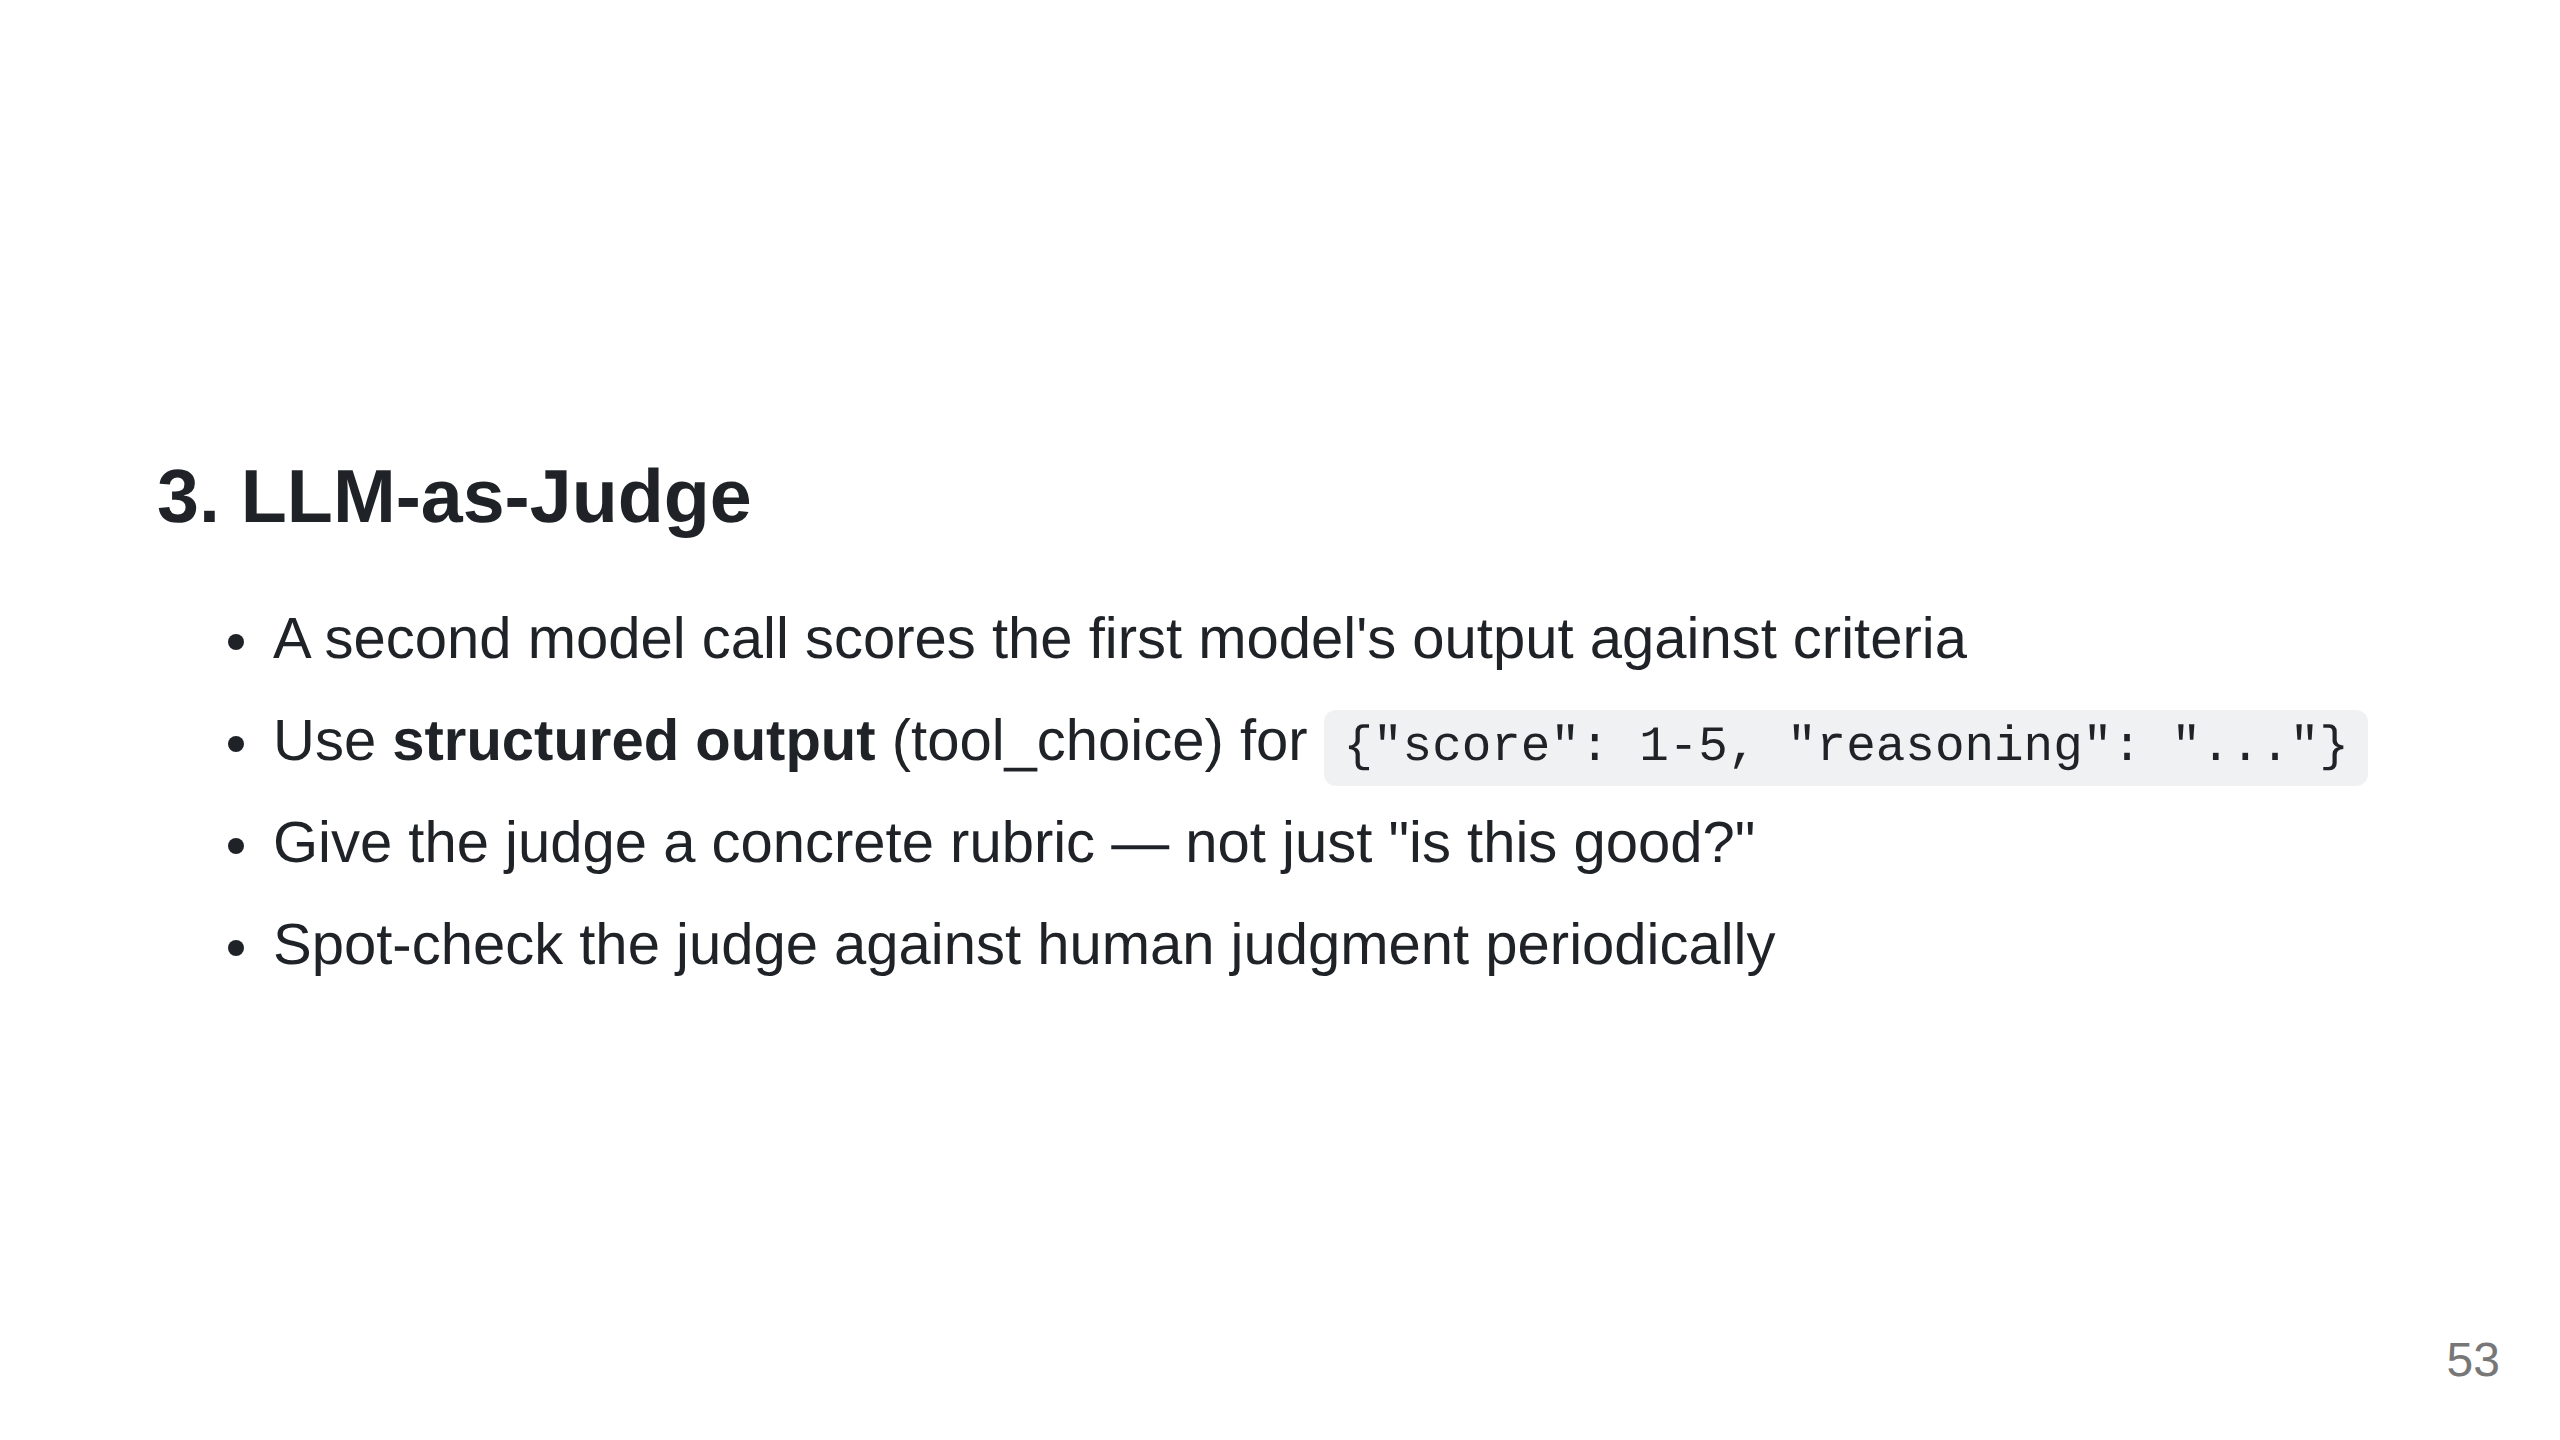 3. LLM-as-Judge
• A second model call scores the first model's output against criteria
• Use structured output (tool_choice) for {"score": 1-5, "reasoning": "..."}
• Give the judge a concrete rubric — not just "is this good?"
• Spot-check the judge against human judgment periodically
53